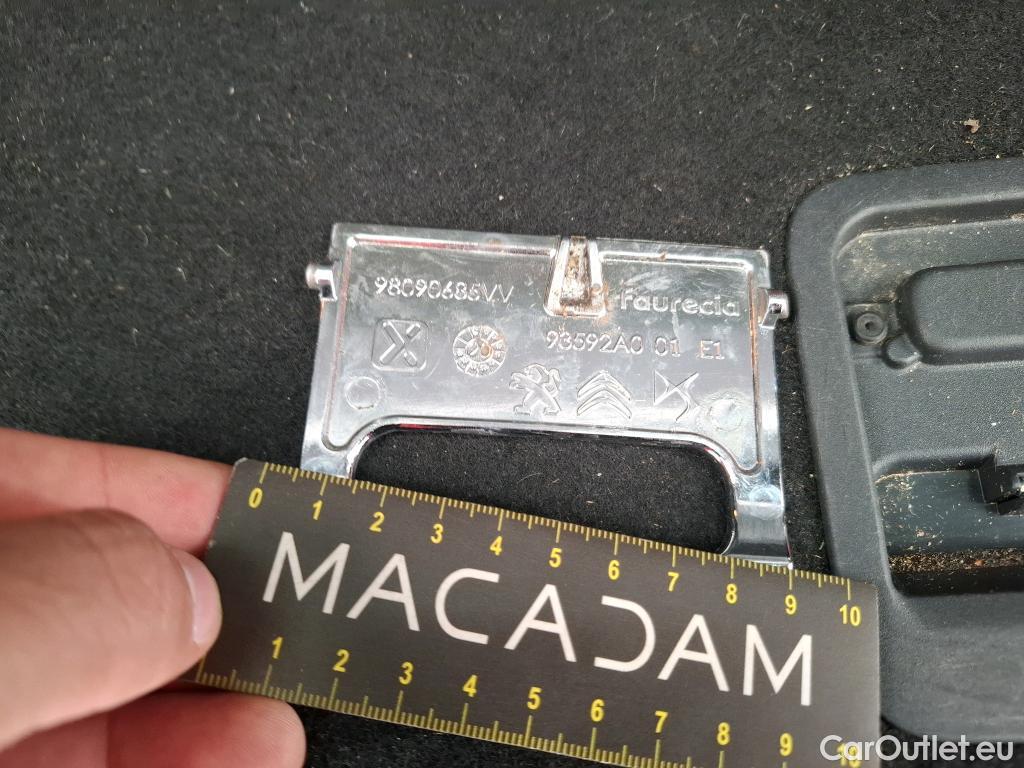 98090685VV
faurecia
93592A0 01 E1
0 1 2 3 4 5 6 7 8 9 10
MACADAM
1 2 3 4 5 6 7 8 9 10
CarOutlet.eu